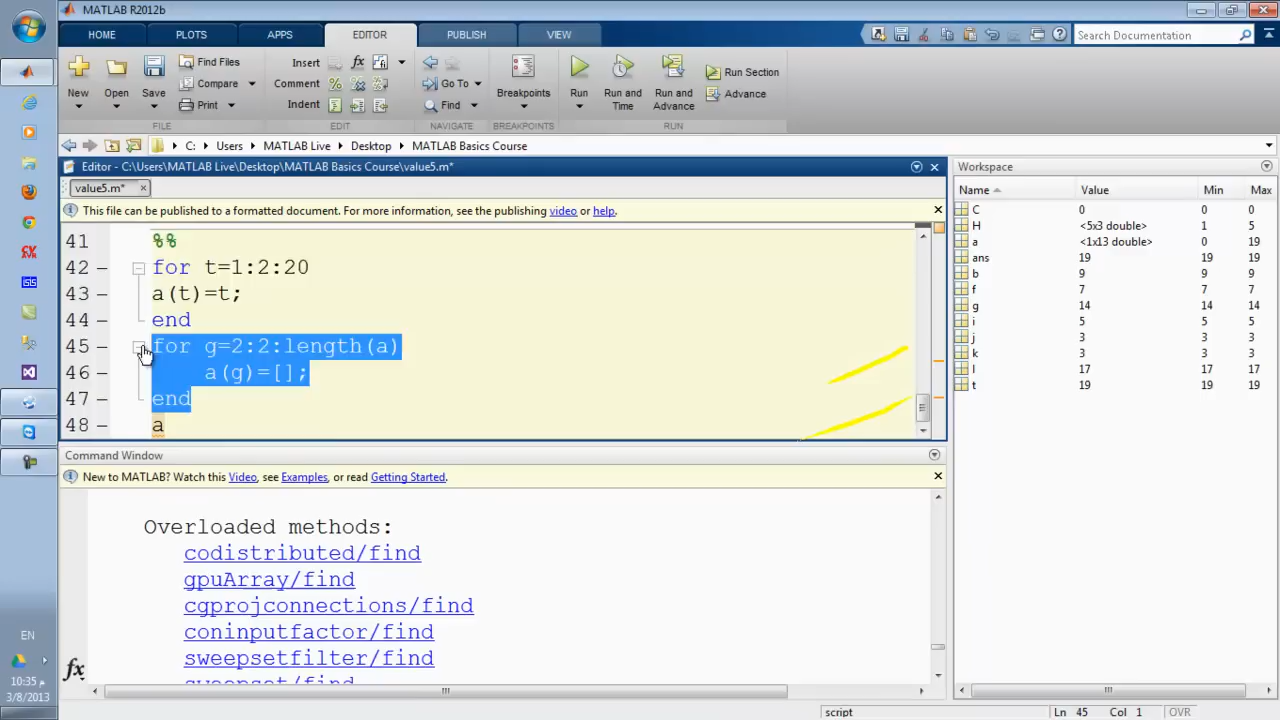 MATLAB R2012b
HOME PLOTS APPS EDITOR PUBLISH VIEW
Search Documentation
New Open Save Find Files Compare Print
Insert Comment Indent
fx
Go To Find
Breakpoints
Run Run and Time Run and Advance Run Section Advance
FILE EDIT NAVIGATE BREAKPOINTS RUN
C: Users MATLAB Live Desktop MATLAB Basics Course
Editor - C:\Users\MATLAB Live\Desktop\MATLAB Basics Course\value5.m*
value5.m*
This file can be published to a formatted document. For more information, see the publishing video or help.
41 %%
42 – for t=1:2:20
43 – a(t)=t;
44 – end
45 – for g=2:2:length(a)
46 – a(g)=[];
47 – end
48 – a
Command Window
New to MATLAB? Watch this Video, see Examples, or read Getting Started.
Overloaded methods:
codistributed/find
gpuArray/find
cgprojconnections/find
coninputfactor/find
sweepsetfilter/find
sweepset/find
fx
Workspace
Name Value Min Max
C 0 0 0
H <5x3 double> 1 5
a <1x13 double> 0 19
ans 19 19 19
b 9 9 9
f 7 7 7
g 14 14 14
i 5 5 5
j 3 3 3
k 3 3 3
l 17 17 17
t 19 19 19
EN
10:35 م
3/8/2013
script Ln 45 Col 1 OVR